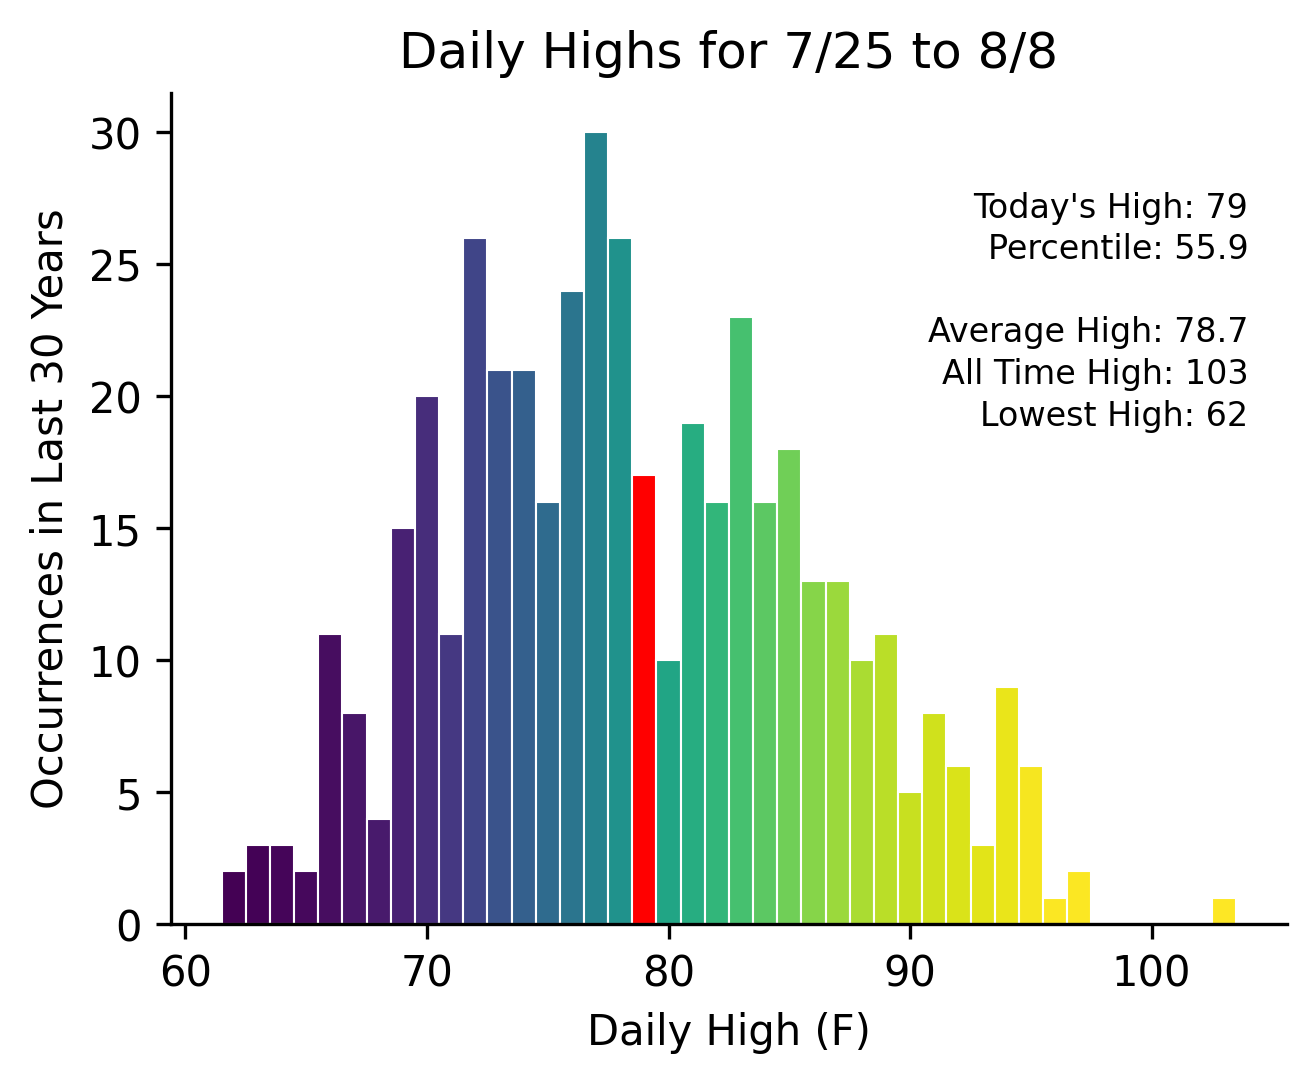 Daily Highs for 7/25 to 8/8
Today's High: 79
Percentile: 55.9
Average High: 78.7
All Time High: 103
Lowest High: 62
Occurrences in Last 30 Years
30
25
20
15
10
5
0
60 70 80 90 100
Daily High (F)